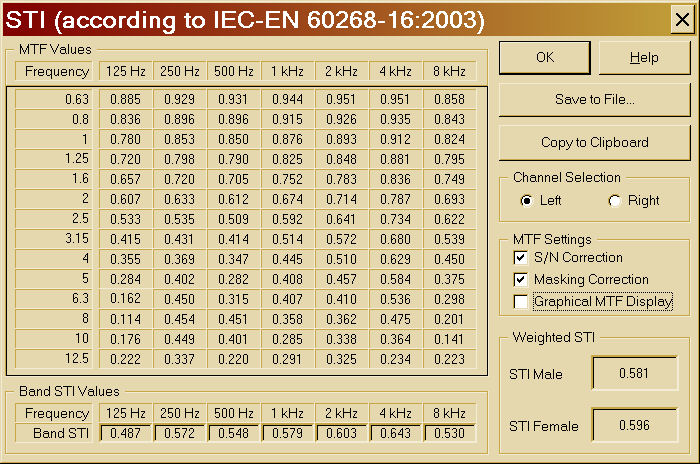 STI (according to IEC-EN 60268-16:2003)
MTF Values
Frequency 125 Hz 250 Hz 500 Hz 1 kHz 2 kHz 4 kHz 8 kHz
0.63 0.885 0.929 0.931 0.944 0.951 0.951 0.858
0.8 0.836 0.896 0.896 0.915 0.926 0.935 0.843
1 0.780 0.853 0.850 0.876 0.893 0.912 0.824
1.25 0.720 0.798 0.790 0.825 0.848 0.881 0.795
1.6 0.657 0.720 0.705 0.752 0.783 0.836 0.749
2 0.607 0.633 0.612 0.674 0.714 0.787 0.693
2.5 0.533 0.535 0.509 0.592 0.641 0.734 0.622
3.15 0.415 0.431 0.414 0.514 0.572 0.680 0.539
4 0.355 0.369 0.347 0.445 0.510 0.629 0.450
5 0.284 0.402 0.282 0.408 0.457 0.584 0.375
6.3 0.162 0.450 0.315 0.407 0.410 0.536 0.298
8 0.114 0.454 0.451 0.358 0.362 0.475 0.201
10 0.176 0.449 0.401 0.285 0.338 0.364 0.141
12.5 0.222 0.337 0.220 0.291 0.325 0.234 0.223
Band STI Values
Frequency 125 Hz 250 Hz 500 Hz 1 kHz 2 kHz 4 kHz 8 kHz
Band STI 0.487 0.572 0.548 0.579 0.603 0.643 0.530
OK Help
Save to File...
Copy to Clipboard
Channel Selection
Left Right
MTF Settings
S/N Correction
Masking Correction
Graphical MTF Display
Weighted STI
STI Male 0.581
STI Female 0.596